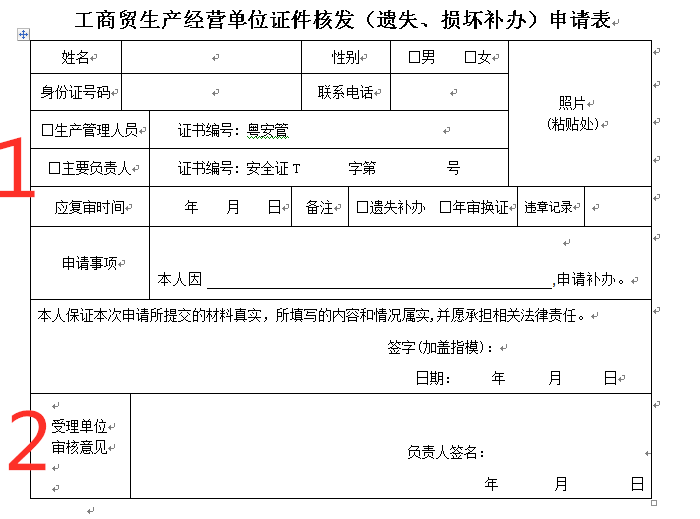 工商贸生产经营单位证件核发（遗失、损坏补办）申请表
姓名 性别 □男 □女
身份证号码 联系电话
照片
(粘贴处)
□生产管理人员 证书编号：粤安管
1
□主要负责人 证书编号：安全证T 字第 号
应复审时间 年 月 日 备注 □遗失补办 □年审换证 违章记录
申请事项
本人因 ,申请补办。
本人保证本次申请所提交的材料真实，所填写的内容和情况属实,并愿承担相关法律责任。
签字(加盖指模)：
日期： 年 月 日
2
受理单位
审核意见
负责人签名：
年 月 日